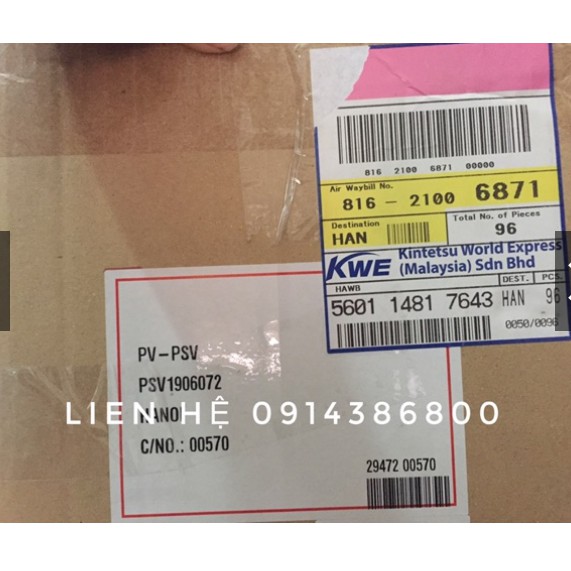 816 2100 6871 00000
Air Waybill No.
816 - 2100 6871
Destination
HAN
Total No. of Pieces
96
KWE Kintetsu World Express
(Malaysia) Sdn Bhd
HAWB DEST. PCS.
5601 1481 7643 HAN 96
0050/0096
PV-PSV
PSV1906072
HANOI
C/NO.: 00570
29472 00570
LIEN HỆ 0914386800